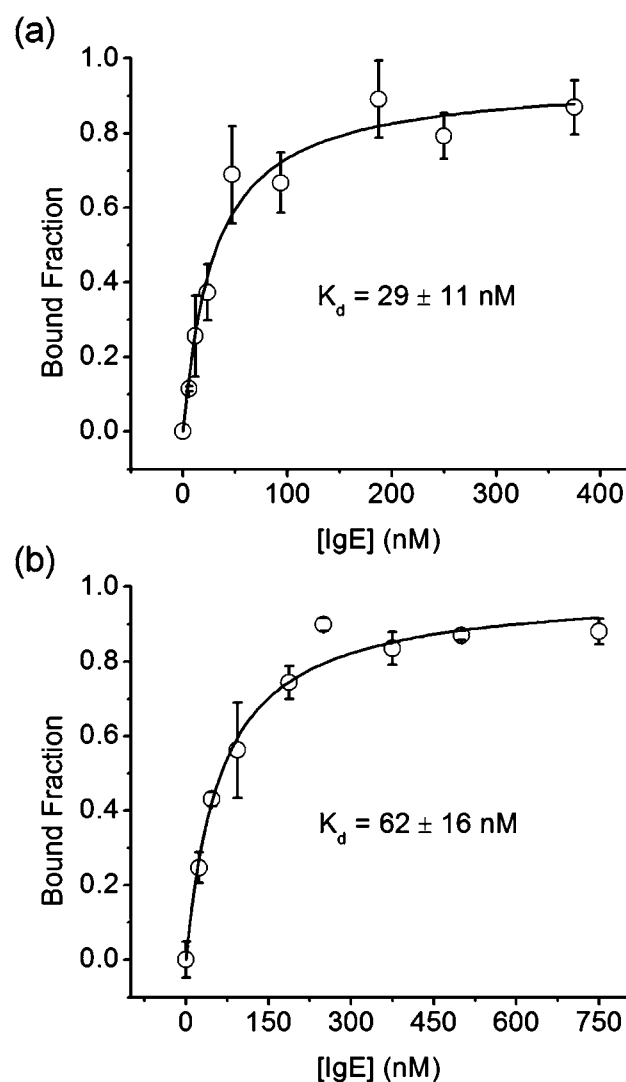 (a)
1.0
0.8
0.6
0.4
0.2
0.0
Bound Fraction
K_d = 29 ± 11 nM
0 100 200 300 400
[IgE] (nM)
(b)
1.0
0.8
0.6
0.4
0.2
0.0
Bound Fraction
K_d = 62 ± 16 nM
0 150 300 450 600 750
[IgE] (nM)